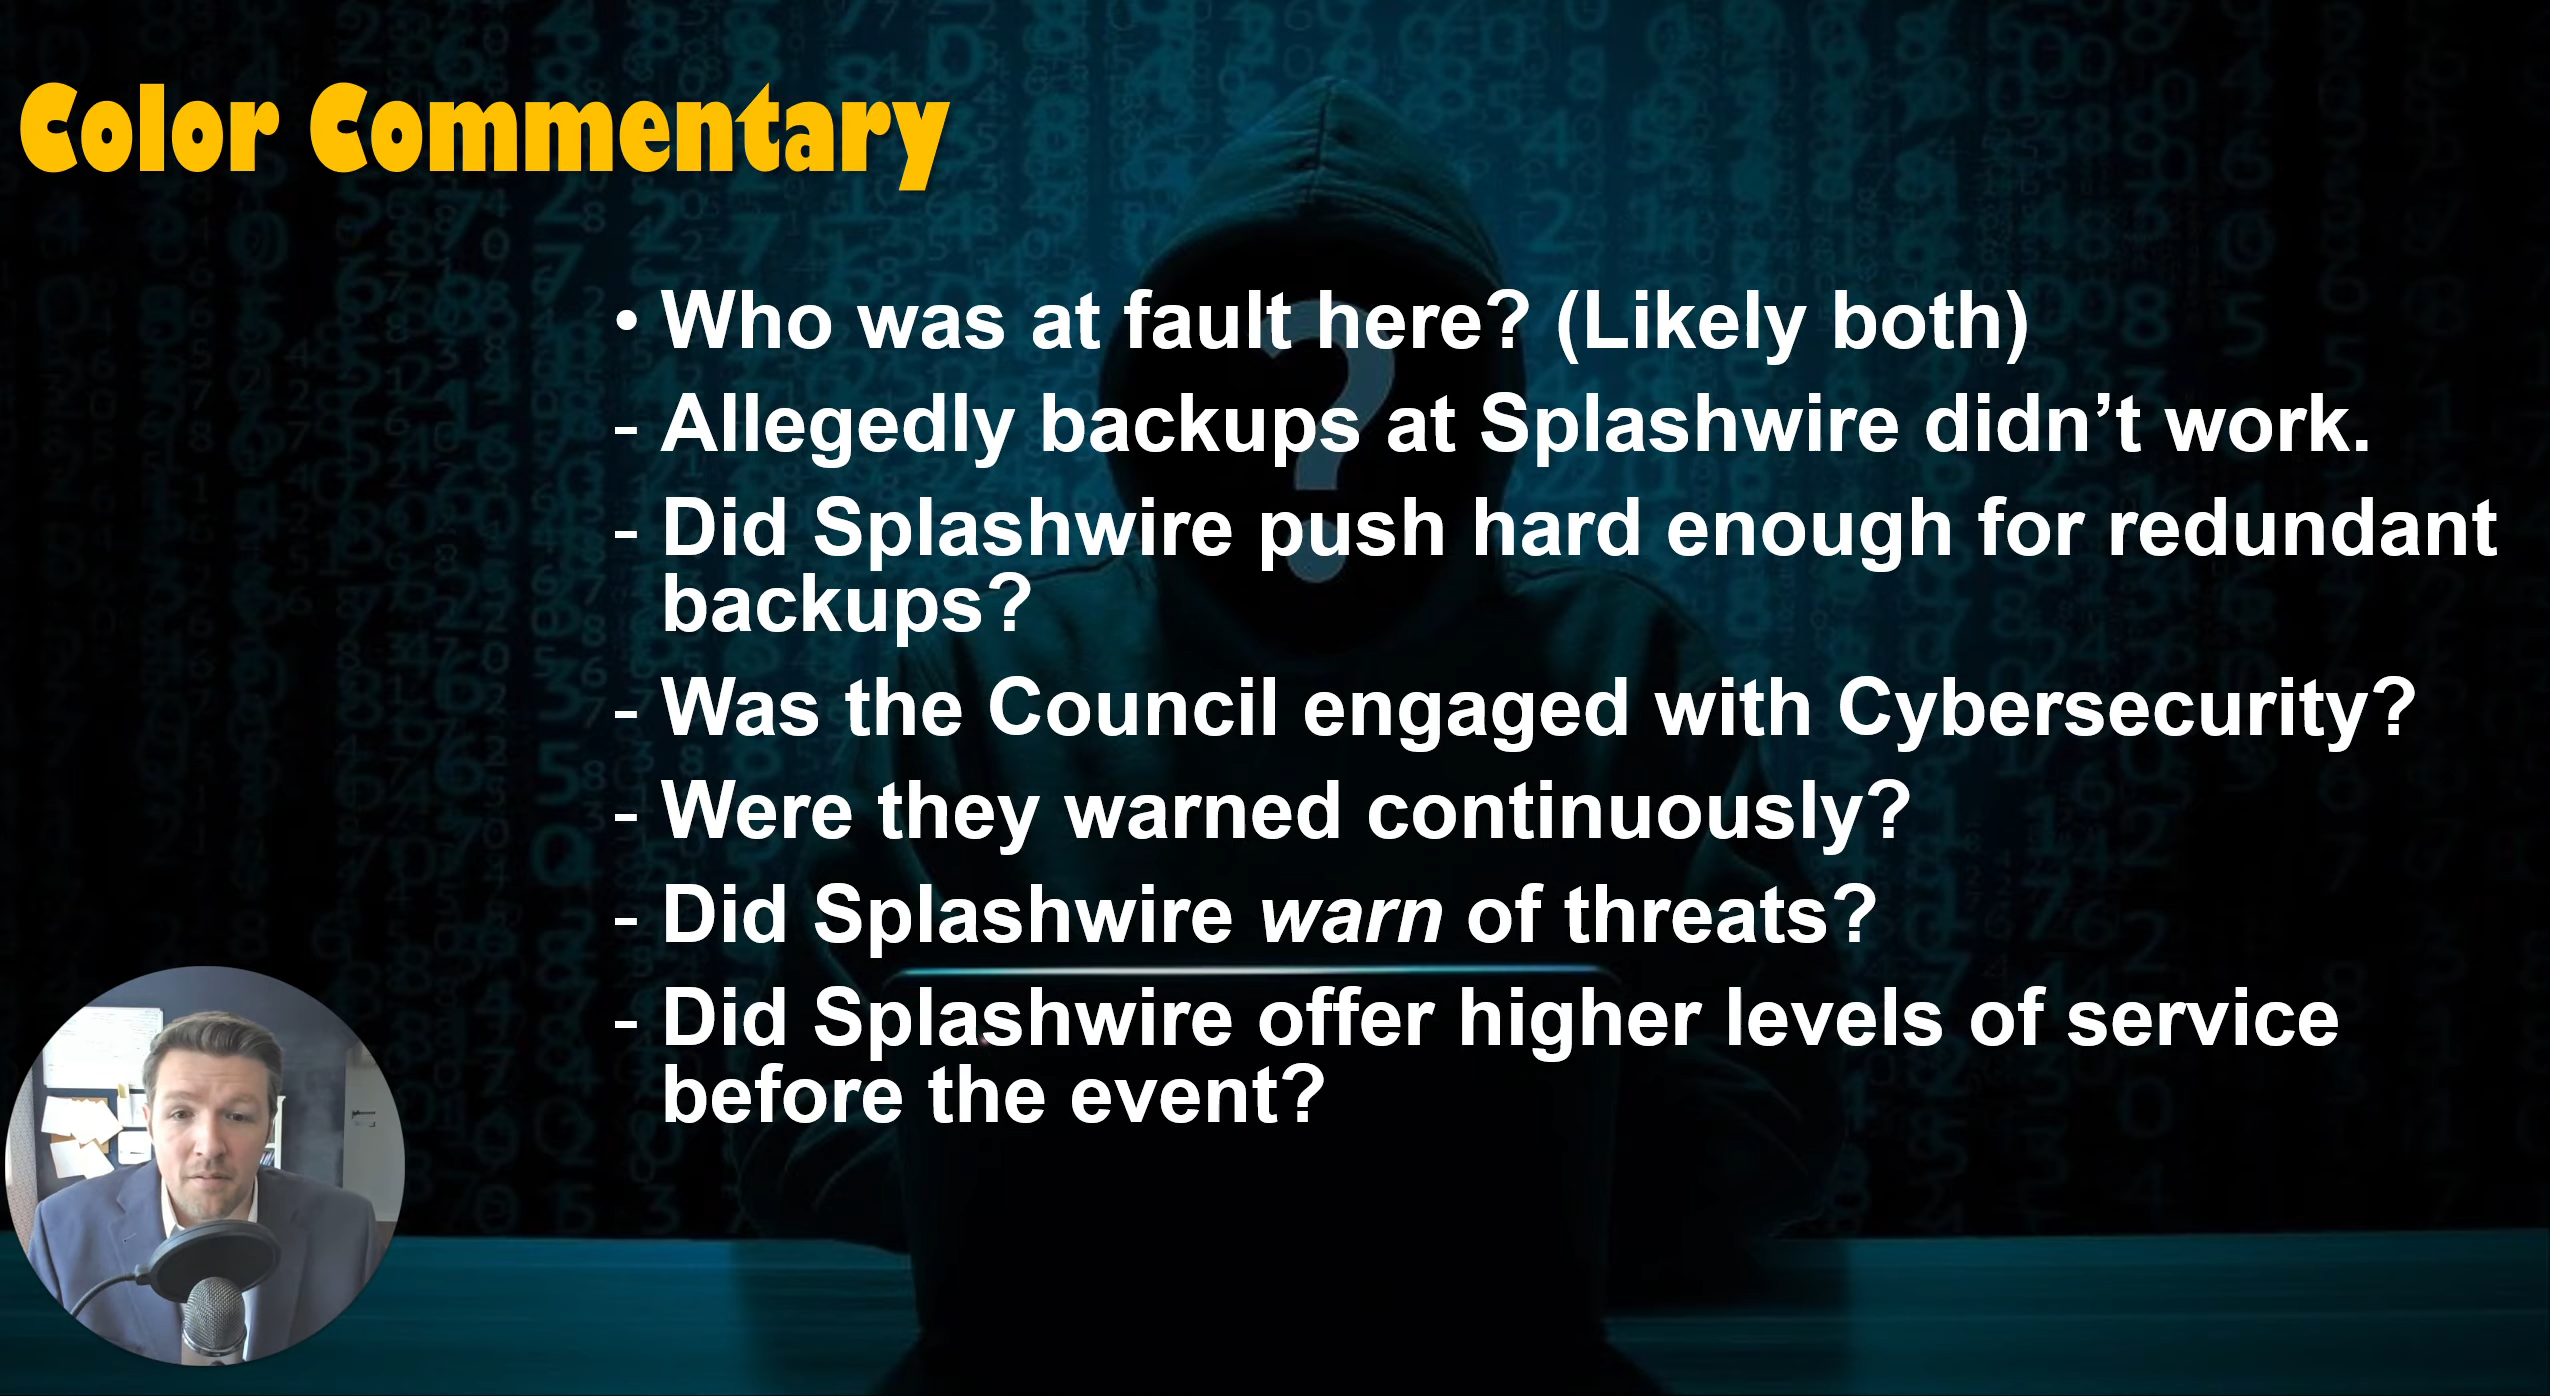 Color Commentary
• Who was at fault here? (Likely both)
- Allegedly backups at Splashwire didn’t work.
- Did Splashwire push hard enough for redundant
backups?
- Was the Council engaged with Cybersecurity?
- Were they warned continuously?
- Did Splashwire warn of threats?
- Did Splashwire offer higher levels of service
before the event?